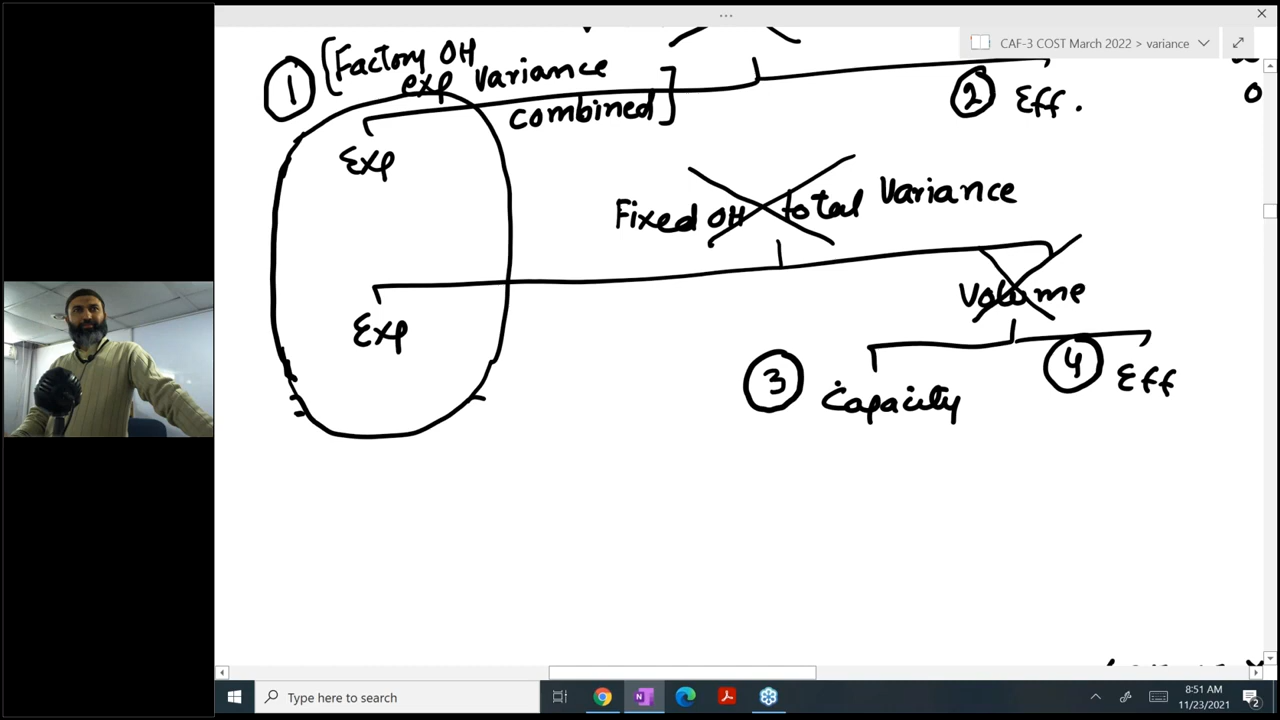 CAF-3 COST March 2022 > variance
① [Factory OH
exp Variance
combined]
② Eff.
Exp
Fixed OH total Variance
Volume
Exp
③ Capacity
④ Eff
Type here to search
8:51 AM
11/23/2021
2